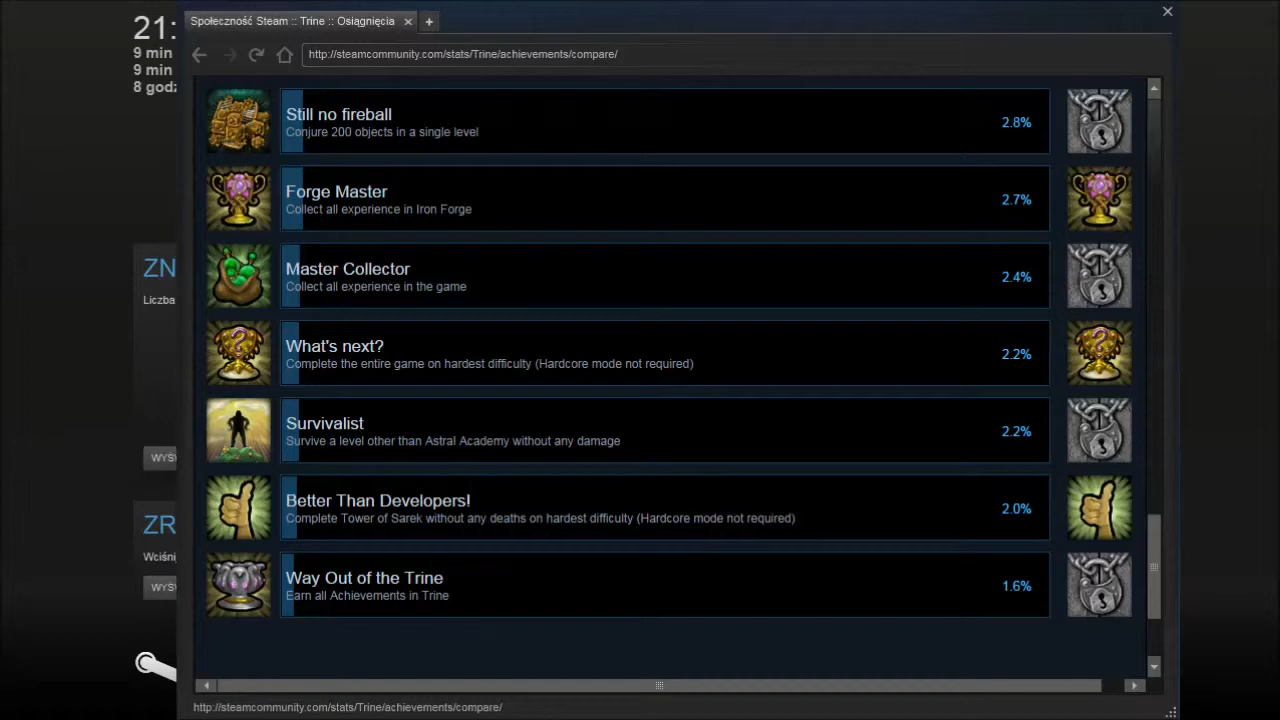 21:
9 min
9 min
8 godz
Społeczność Steam :: Trine :: Osiągnięcia
http://steamcommunity.com/stats/Trine/achievements/compare/
Still no fireball
Conjure 200 objects in a single level
2.8%
Forge Master
Collect all experience in Iron Forge
2.7%
ZN
Liczba
Master Collector
Collect all experience in the game
2.4%
What's next?
Complete the entire game on hardest difficulty (Hardcore mode not required)
2.2%
Survivalist
Survive a level other than Astral Academy without any damage
2.2%
WYŚ
Better Than Developers!
Complete Tower of Sarek without any deaths on hardest difficulty (Hardcore mode not required)
2.0%
ZR
Wciśnij
WYŚ
Way Out of the Trine
Earn all Achievements in Trine
1.6%
http://steamcommunity.com/stats/Trine/achievements/compare/